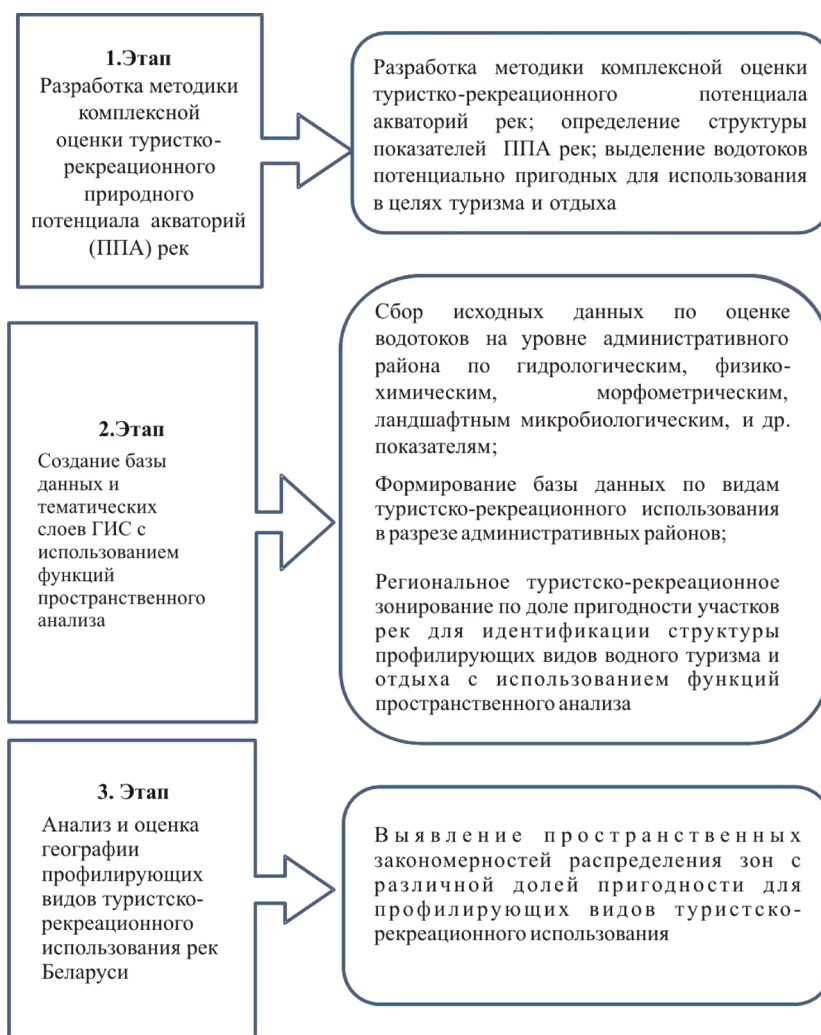 1.Этап
Разработка методики
комплексной
оценки туристко-
рекреационного
природного
потенциала акваторий
(ППА) рек
Разработка методики комплексной оценки
туристко-рекреационного потенциала
акваторий рек; определение структуры
показателей ППА рек; выделение водотоков
потенциально пригодных для использования
в целях туризма и отдыха
2.Этап
Создание базы
данных и
тематических
слоев ГИС с
использованием
функций
пространственного
анализа
Сбор исходных данных по оценке
водотоков на уровне административного
района по гидрологическим, физико-
химическим, морфометрическим,
ландшафтным микробиологическим, и др.
показателям;
Формирование базы данных по видам
туристско-рекреационного использования
в разрезе административных районов;
Региональное туристско-рекреационное
зонирование по доле пригодности участков
рек для идентификации структуры
профилирующих видов водного туризма и
отдыха с использованием функций
пространственного анализа
3. Этап
Анализ и оценка
географии
профилирующих
видов туристско-
рекреационного
использования рек
Беларуси
Выявление пространственных
закономерностей распределения зон с
различной долей пригодности для
профилирующих видов туристско-
рекреационного использования